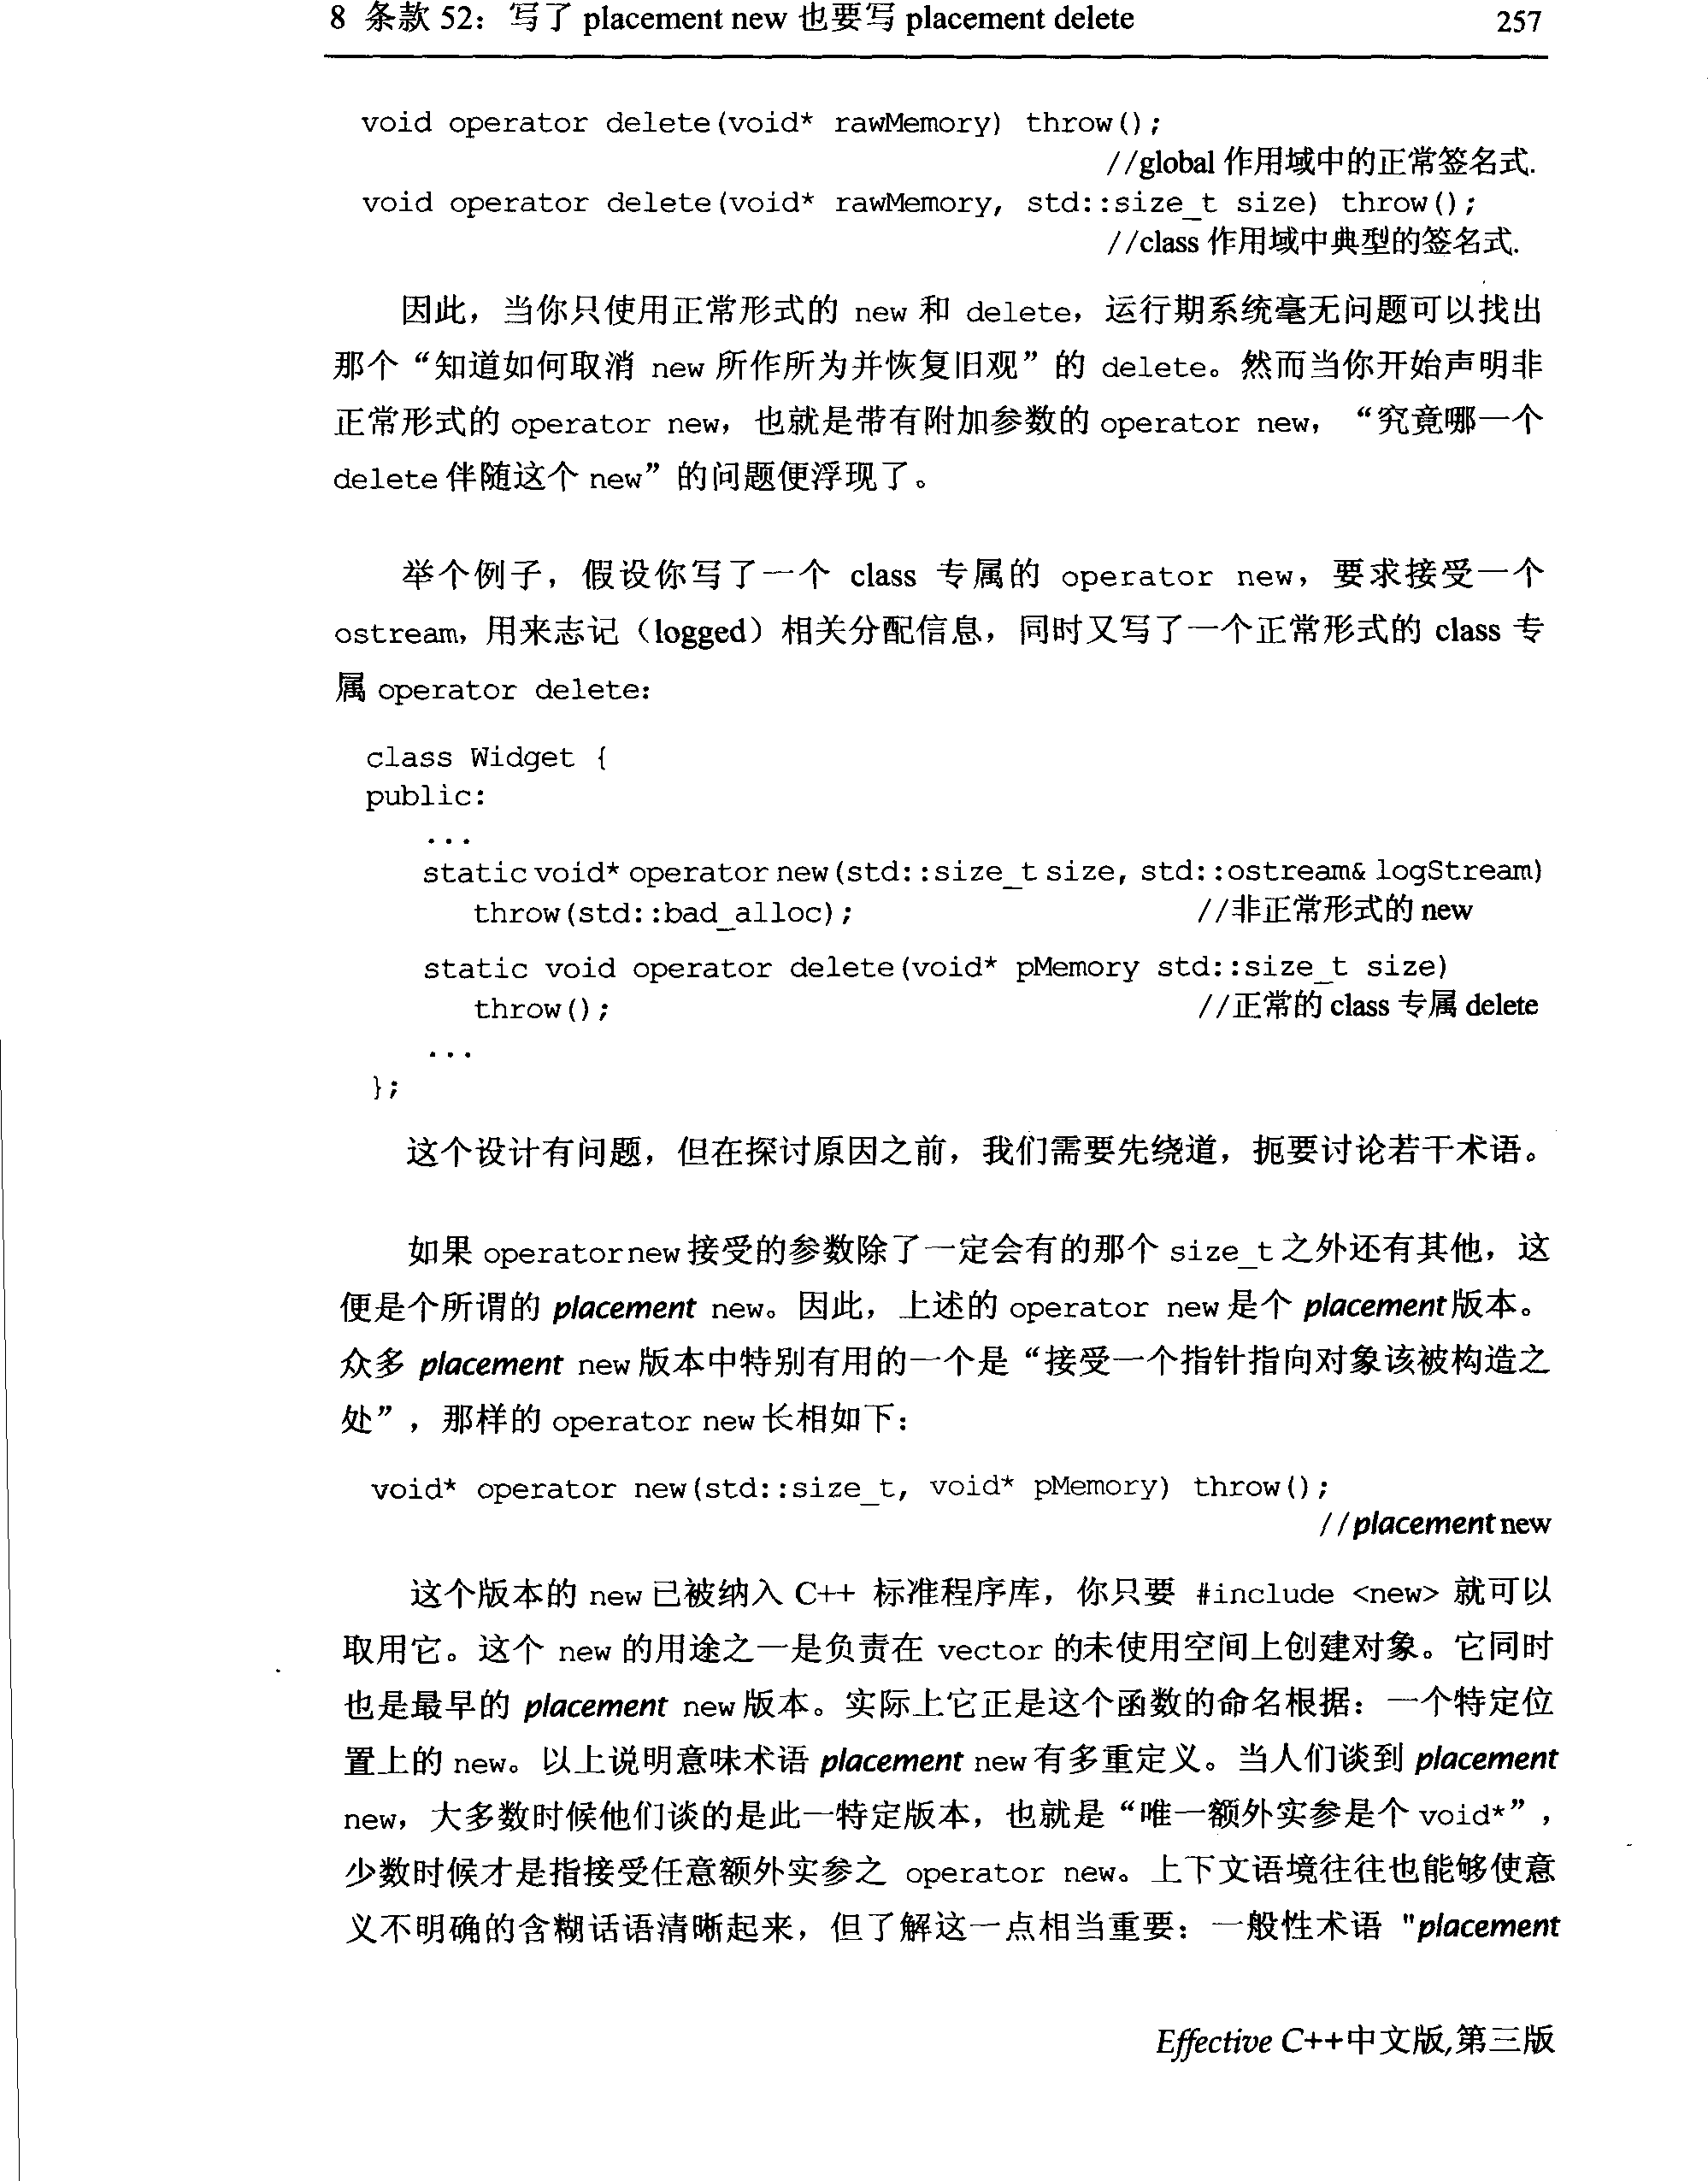 8 条款 52：写了 placement new 也要写 placement delete 257
void operator delete(void* rawMemory) throw();
//global 作用域中的正常签名式.
void operator delete(void* rawMemory, std::size_t size) throw();
//class 作用域中典型的签名式.
因此，当你只使用正常形式的 new 和 delete，运行期系统毫无问题可以找出
那个“知道如何取消 new 所作所为并恢复旧观”的 delete。然而当你开始声明非
正常形式的 operator new，也就是带有附加参数的 operator new，“究竟哪一个
delete 伴随这个 new”的问题便浮现了。
举个例子，假设你写了一个 class 专属的 operator new，要求接受一个
ostream，用来志记（logged）相关分配信息，同时又写了一个正常形式的 class 专
属 operator delete：
class Widget {
public:
...
static void* operator new(std::size_t size, std::ostream& logStream)
throw(std::bad_alloc); //非正常形式的 new
static void operator delete(void* pMemory std::size_t size)
throw(); //正常的 class 专属 delete
...
};
这个设计有问题，但在探讨原因之前，我们需要先绕道，扼要讨论若干术语。
如果 operator new 接受的参数除了一定会有的那个 size_t 之外还有其他，这
便是个所谓的 placement new。因此，上述的 operator new 是个 placement 版本。
众多 placement new 版本中特别有用的一个是“接受一个指针指向对象该被构造之
处”，那样的 operator new 长相如下：
void* operator new(std::size_t, void* pMemory) throw();
//placement new
这个版本的 new 已被纳入 C++ 标准程序库，你只要 #include <new> 就可以
取用它。这个 new 的用途之一是负责在 vector 的未使用空间上创建对象。它同时
也是最早的 placement new 版本。实际上它正是这个函数的命名根据：一个特定位
置上的 new。以上说明意味术语 placement new 有多重定义。当人们谈到 placement
new，大多数时候他们谈的是此一特定版本，也就是“唯一额外实参是个 void*”，
少数时候才是指接受任意额外实参之 operator new。上下文语境往往也能够使意
义不明确的含糊话语清晰起来，但了解这一点相当重要：一般性术语 "placement
Effective C++中文版,第三版